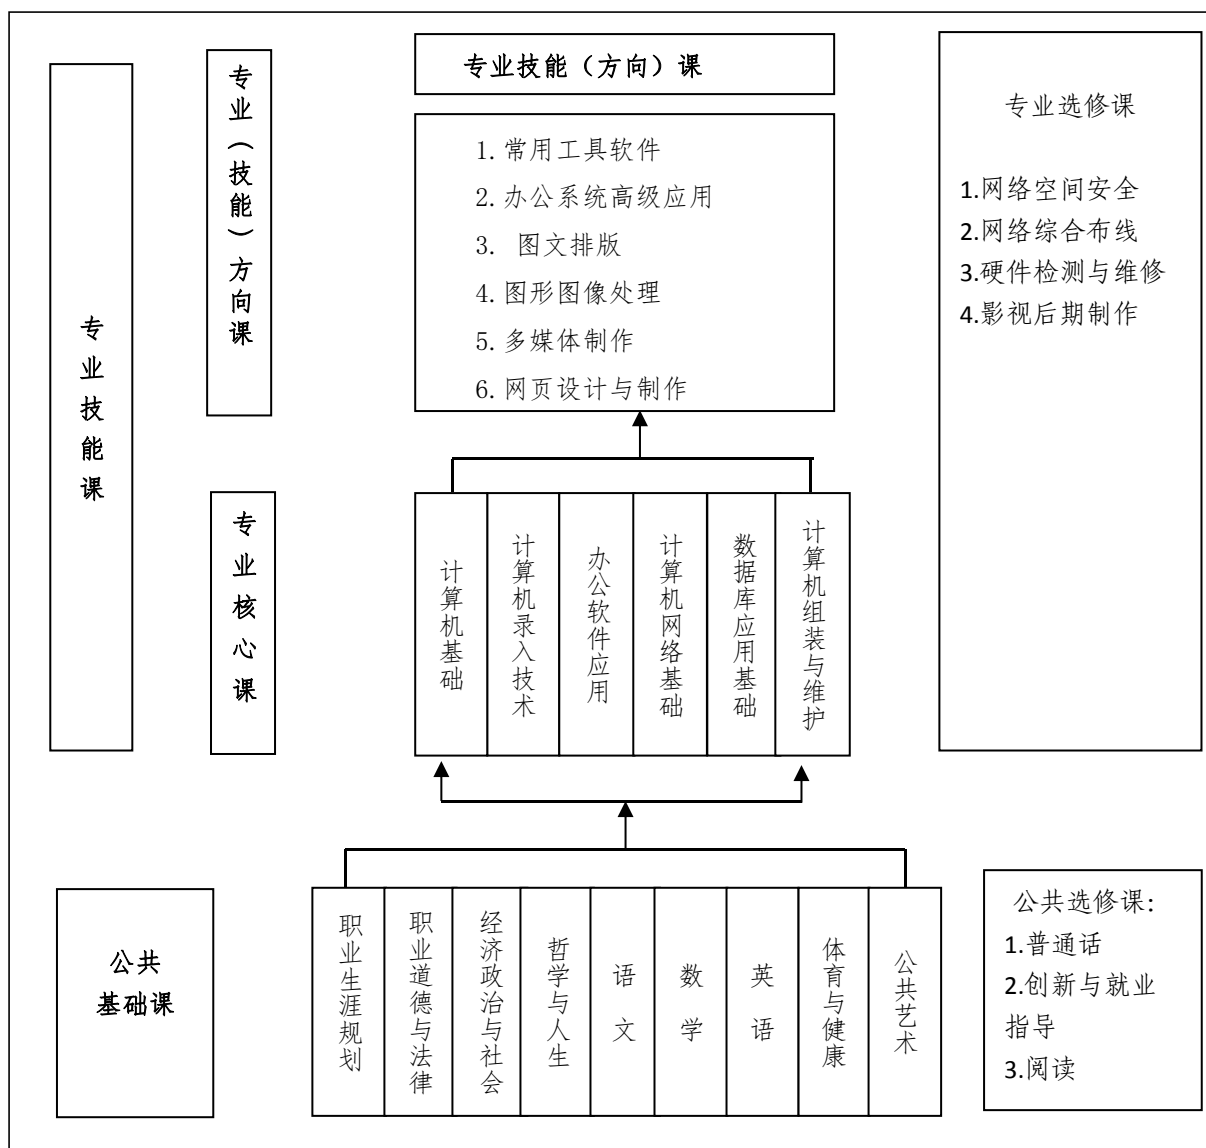 专业技能课
专业（技能）方向课
专业技能（方向）课
1. 常用工具软件
2. 办公系统高级应用
3. 图文排版
4. 图形图像处理
5. 多媒体制作
6. 网页设计与制作
专业选修课
1.网络空间安全
2.网络综合布线
3.硬件检测与维修
4.影视后期制作
专业核心课
计算机基础
计算机录入技术
办公软件应用
计算机网络基础
数据库应用基础
计算机组装与维护
公共
基础课
职业生涯规划
职业道德与法律
经济政治与社会
哲学与人生
语文
数学
英语
体育与健康
公共艺术
公共选修课:
1.普通话
2.创新与就业
指导
3.阅读